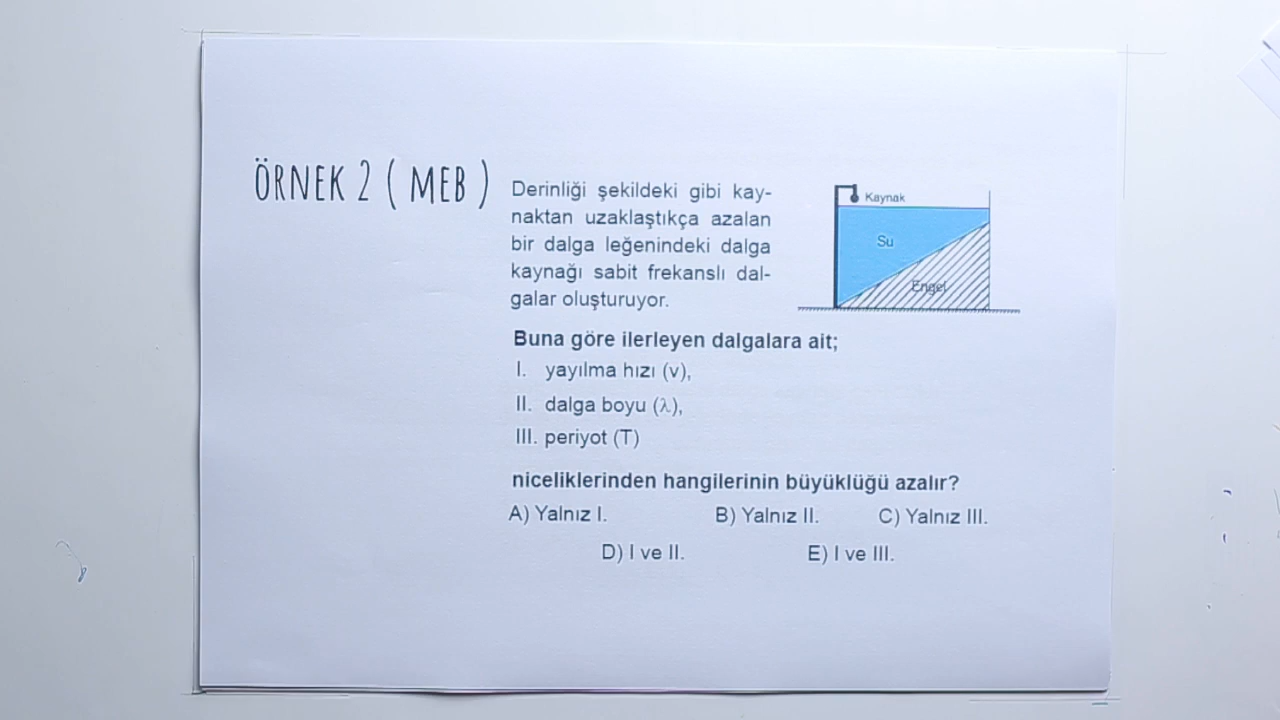 ÖRNEK 2 ( MEB )
Derinliği şekildeki gibi kay-
naktan uzaklaştıkça azalan
bir dalga leğenindeki dalga
kaynağı sabit frekanslı dal-
galar oluşturuyor.
Kaynak
Su
Engel
Buna göre ilerleyen dalgalara ait;
I. yayılma hızı (v),
II. dalga boyu (λ),
III. periyot (T)
niceliklerinden hangilerinin büyüklüğü azalır?
A) Yalnız I. B) Yalnız II. C) Yalnız III.
D) I ve II. E) I ve III.